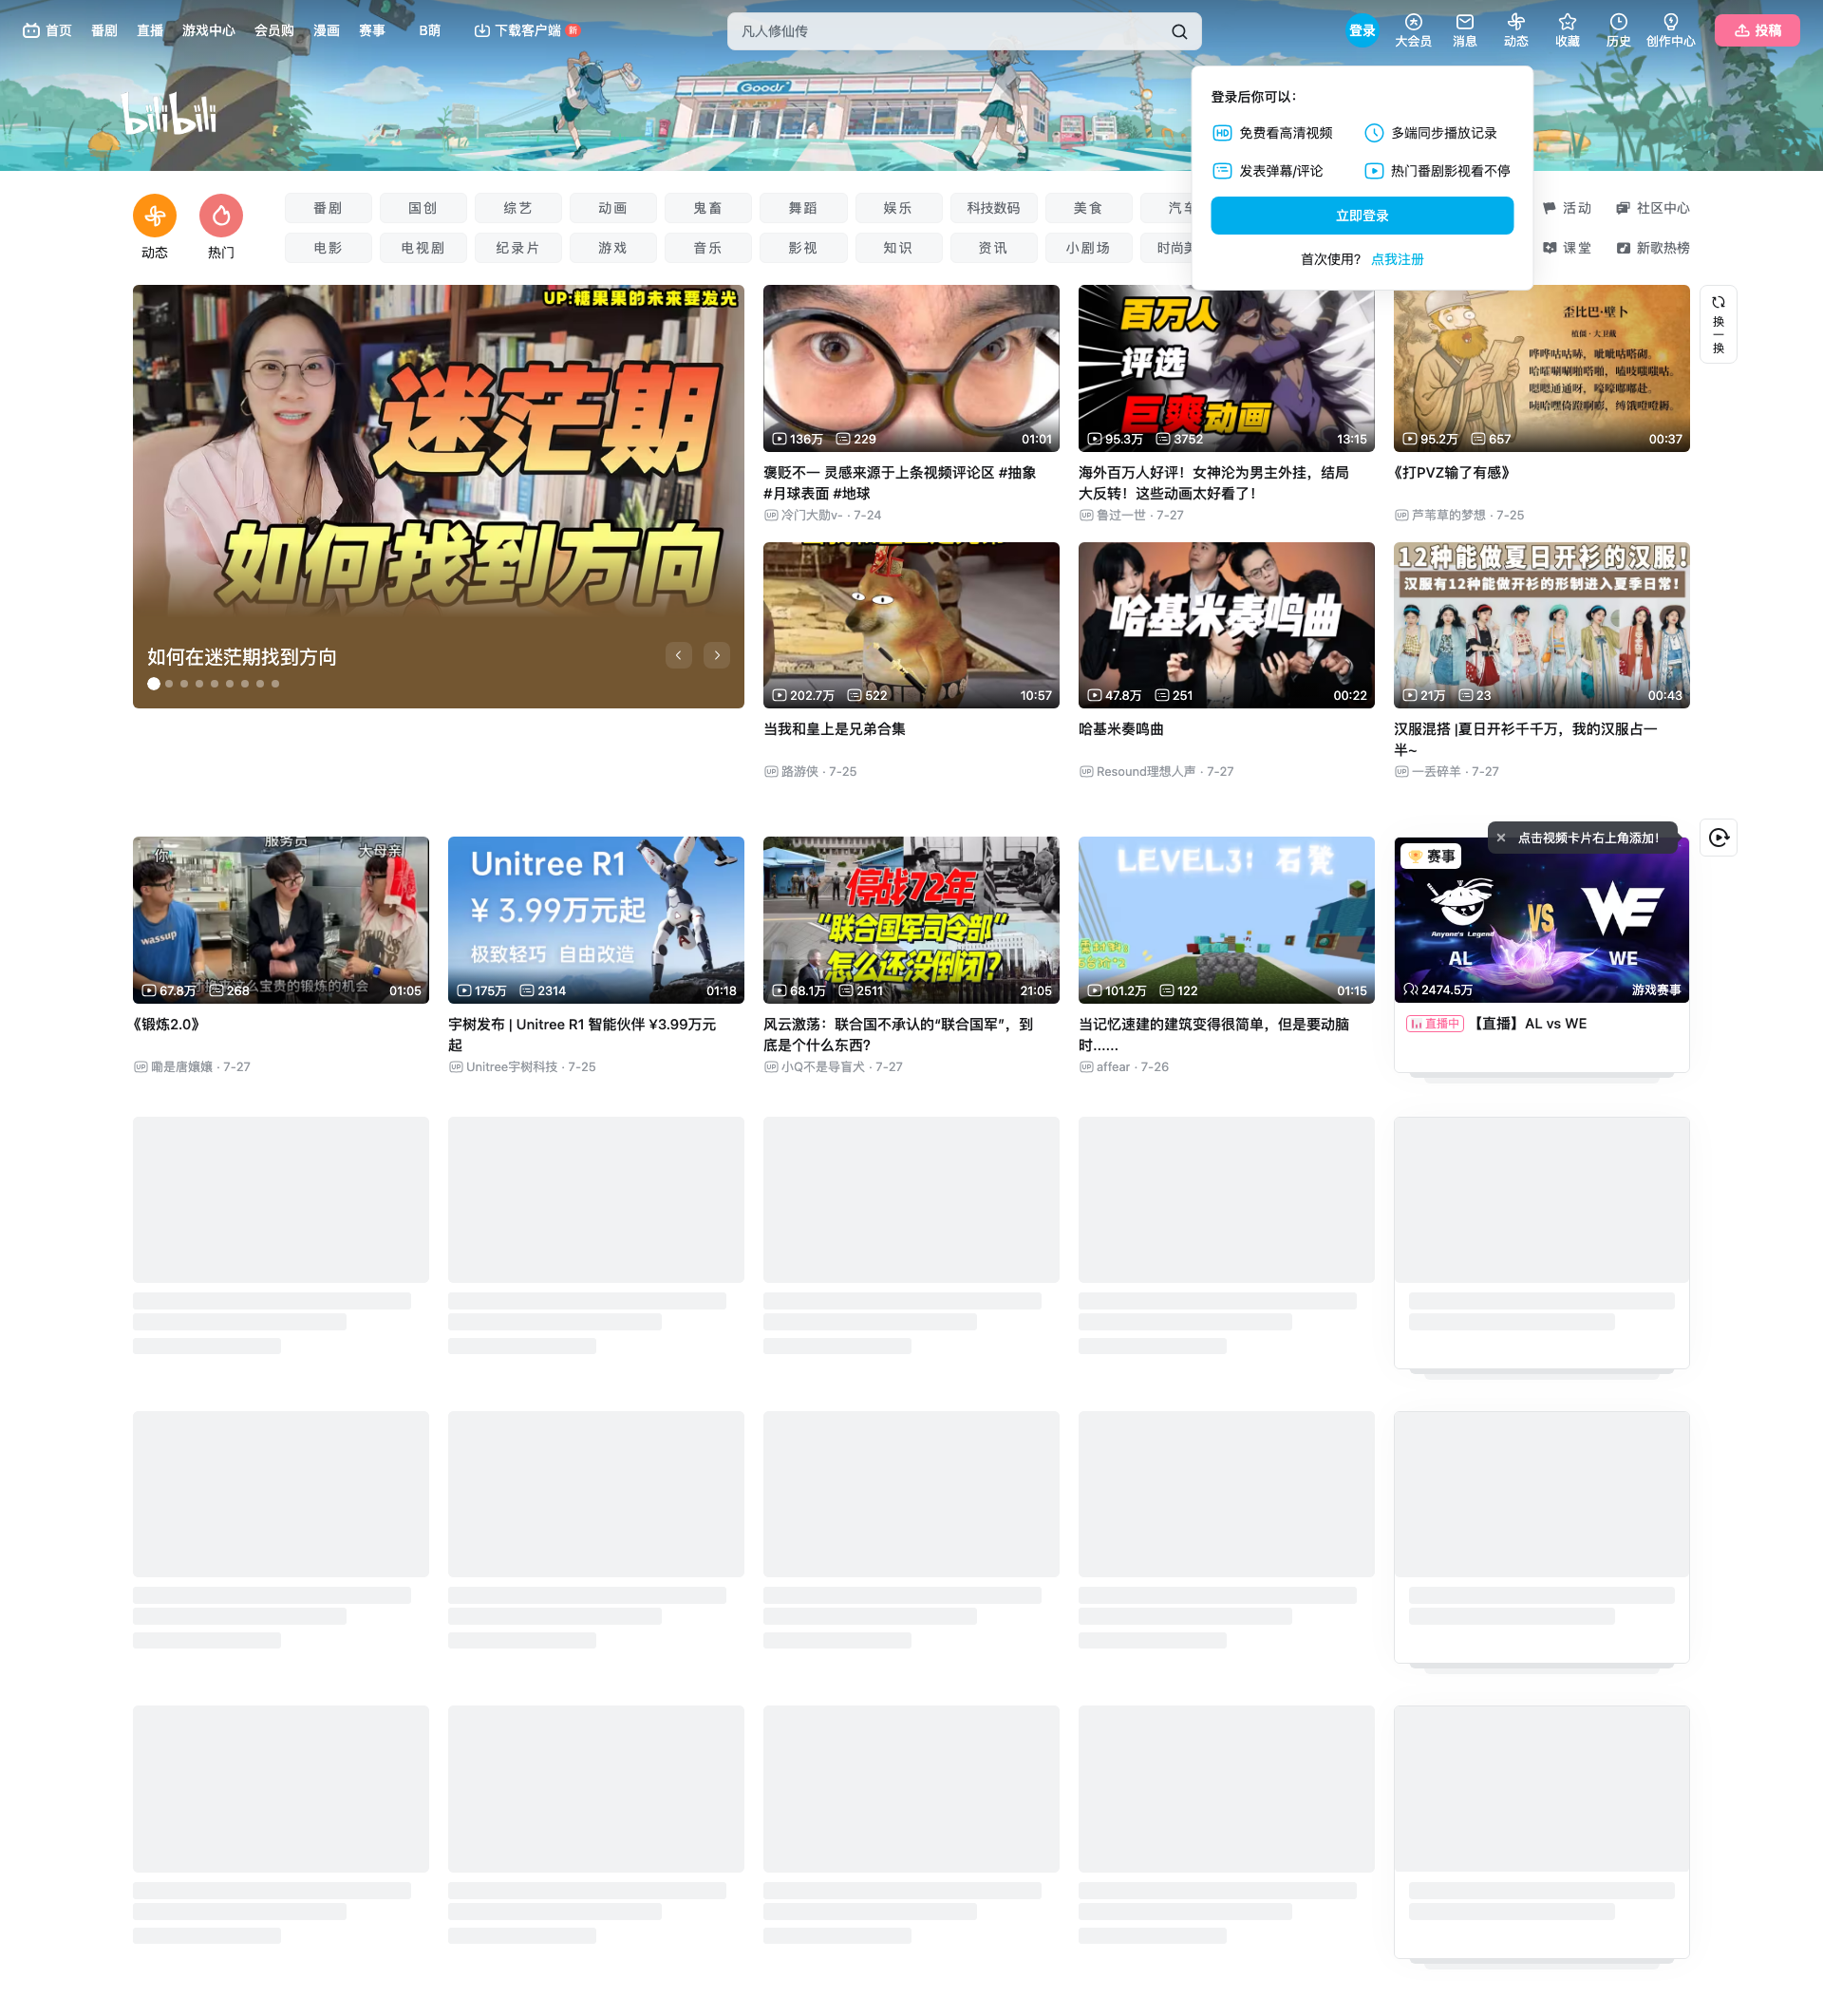 首页 番剧 直播 游戏中心 会员购 漫画 赛事 B萌 下载客户端 新
凡人修仙传
登录 大会员 消息 动态 收藏 历史 创作中心 投稿
bilibili
Goods
登录后你可以：
HD 免费看高清视频 多端同步播放记录
发表弹幕/评论 热门番剧影视看不停
立即登录
首次使用？ 点我注册
动态 热门
番剧 国创 综艺 动画 鬼畜 舞蹈 娱乐 科技数码 美食 汽车
电影 电视剧 纪录片 游戏 音乐 影视 知识 资讯 小剧场 时尚美
活动 社区中心
课堂 新歌热榜
UP:糖果果的未来要发光
迷茫期
如何找到方向
如何在迷茫期找到方向
136万 229 01:01
褒贬不一 灵感来源于上条视频评论区 #抽象
#月球表面 #地球
UP 冷门大勋v- · 7-24
百万人
评选
巨爽动画
95.3万 3752 13:15
海外百万人好评！女神沦为男主外挂，结局
大反转！这些动画太好看了！
UP 鲁过一世 · 7-27
歪比巴·壁卜
植僵·大卫戴
95.2万 657 00:37
《打PVZ输了有感》
UP 芦苇草的梦想 · 7-25
换一换
202.7万 522 10:57
当我和皇上是兄弟合集
UP 路游侠 · 7-25
哈基米奏鸣曲
47.8万 251 00:22
哈基米奏鸣曲
UP Resound理想人声 · 7-27
12种能做夏日开衫的汉服！
汉服有12种能做开衫的形制进入夏季日常！
21万 23 00:43
汉服混搭 |夏日开衫千千万，我的汉服占一
半~
UP 一丢碎羊 · 7-27
你 服务员 大母亲
wassup
67.8万 268 01:05
《锻炼2.0》
UP 嘞是唐嬢嬢 · 7-27
Unitree R1
¥ 3.99万元起
极致轻巧 自由改造
175万 2314 01:18
宇树发布 | Unitree R1 智能伙伴 ¥3.99万元
起
UP Unitree宇树科技 · 7-25
停战72年
“联合国军司令部”
怎么还没倒闭？
68.1万 2511 21:05
风云激荡：联合国不承认的“联合国军”，到
底是个什么东西？
UP 小Q不是导盲犬 · 7-27
LEVEL3：石凳
101.2万 122 01:15
当记忆速建的建筑变得很简单，但是要动脑
时……
UP affear · 7-26
点击视频卡片右上角添加！
赛事
Anyone's Legend
VS
WE
AL WE
2474.5万 游戏赛事
直播中 【直播】AL vs WE